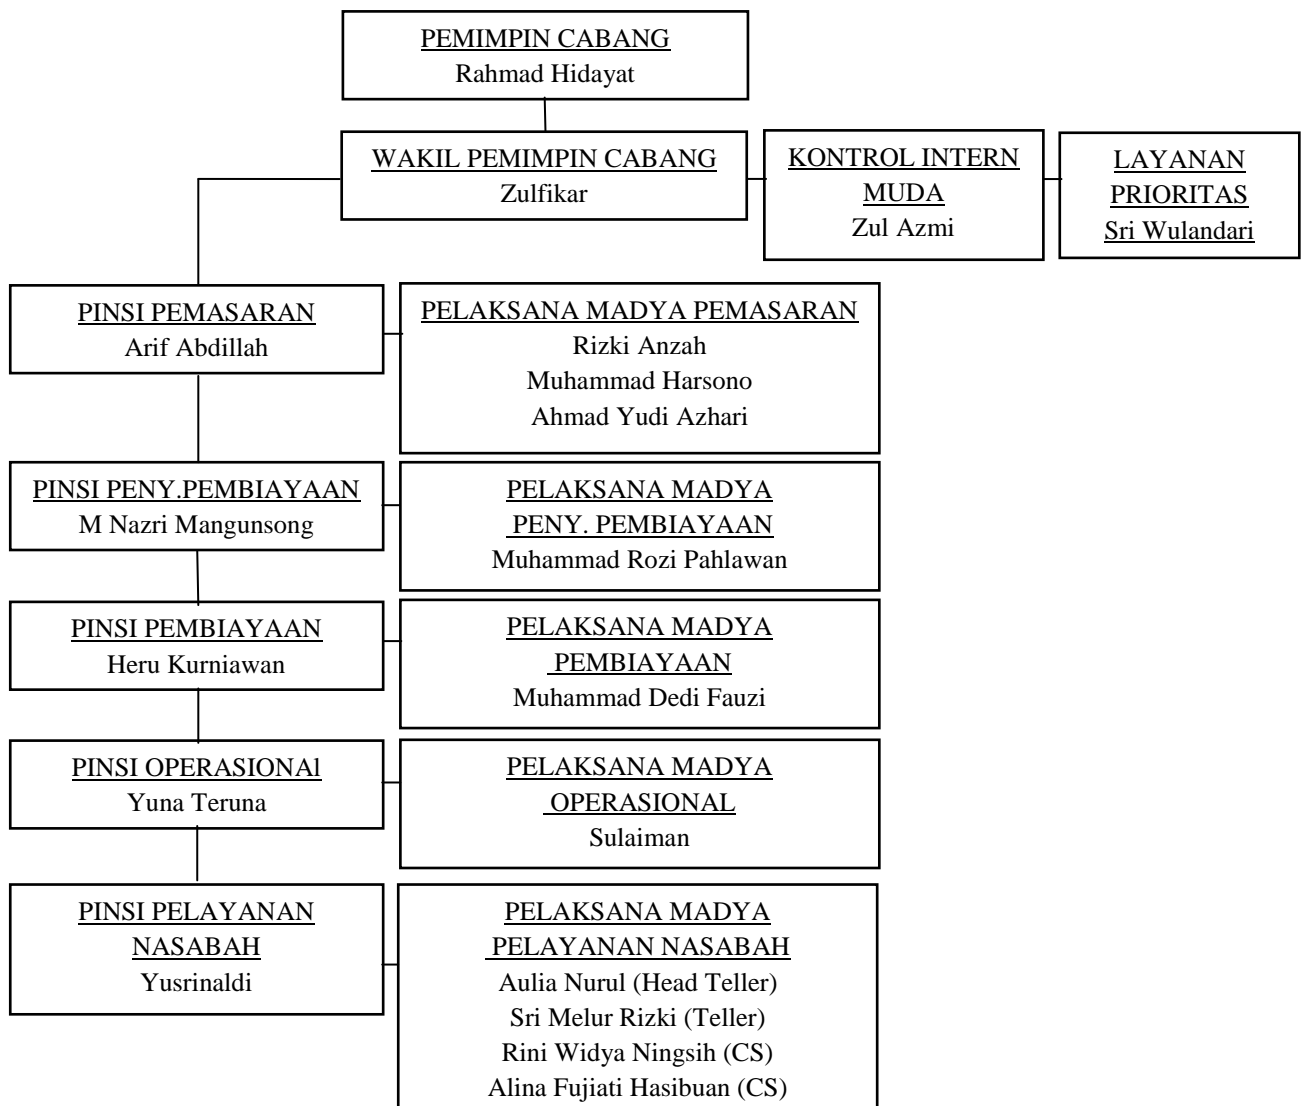 PEMIMPIN CABANG
Rahmad Hidayat
WAKIL PEMIMPIN CABANG
Zulfikar
KONTROL INTERN
MUDA
Zul Azmi
LAYANAN
PRIORITAS
Sri Wulandari
PINSI PEMASARAN
Arif Abdillah
PELAKSANA MADYA PEMASARAN
Rizki Anzah
Muhammad Harsono
Ahmad Yudi Azhari
PINSI PENY.PEMBIAYAAN
M Nazri Mangunsong
PELAKSANA MADYA
PENY. PEMBIAYAAN
Muhammad Rozi Pahlawan
PINSI PEMBIAYAAN
Heru Kurniawan
PELAKSANA MADYA
PEMBIAYAAN
Muhammad Dedi Fauzi
PINSI OPERASIONAl
Yuna Teruna
PELAKSANA MADYA
OPERASIONAL
Sulaiman
PINSI PELAYANAN
NASABAH
Yusrinaldi
PELAKSANA MADYA
PELAYANAN NASABAH
Aulia Nurul (Head Teller)
Sri Melur Rizki (Teller)
Rini Widya Ningsih (CS)
Alina Fujiati Hasibuan (CS)